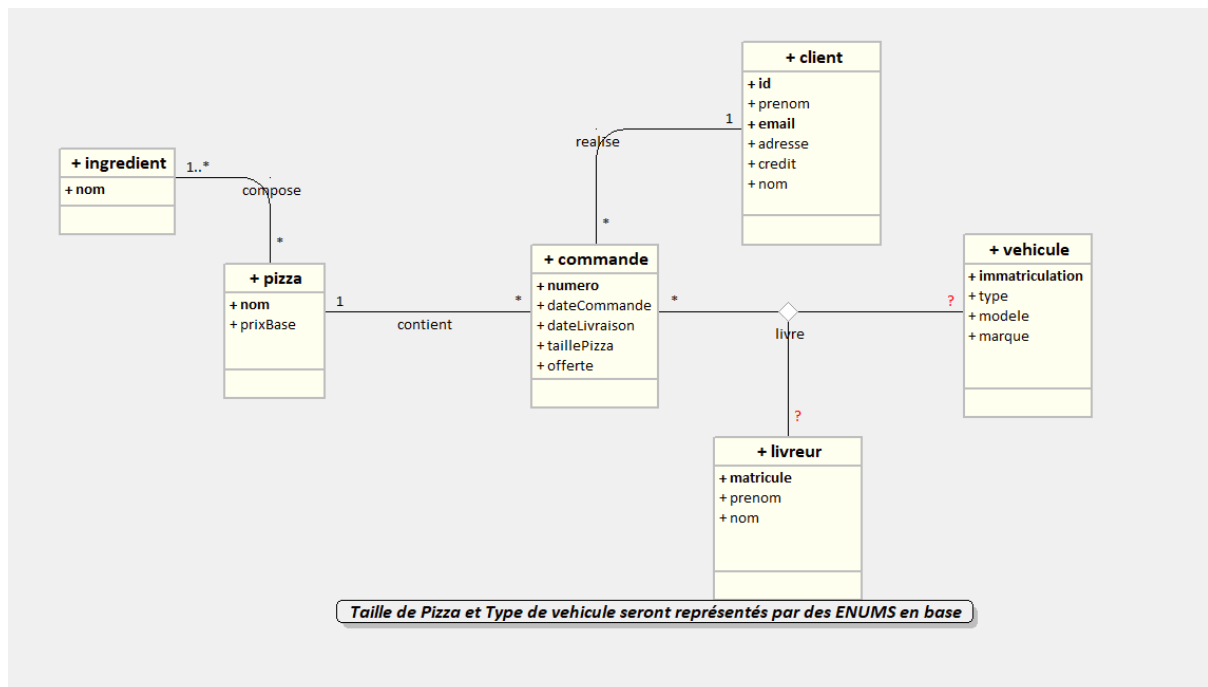 + client
+ id
+ prenom
+ email
+ adresse
+ credit
+ nom
1
realise
*
+ ingredient
+ nom
1..*
compose
*
+ pizza
+ nom
+ prixBase
1
contient
*
+ commande
+ numero
+ dateCommande
+ dateLivraison
+ taillePizza
+ offerte
*
livre
?
+ vehicule
+ immatriculation
+ type
+ modele
+ marque
?
+ livreur
+ matricule
+ prenom
+ nom
Taille de Pizza et Type de vehicule seront représentés par des ENUMS en base